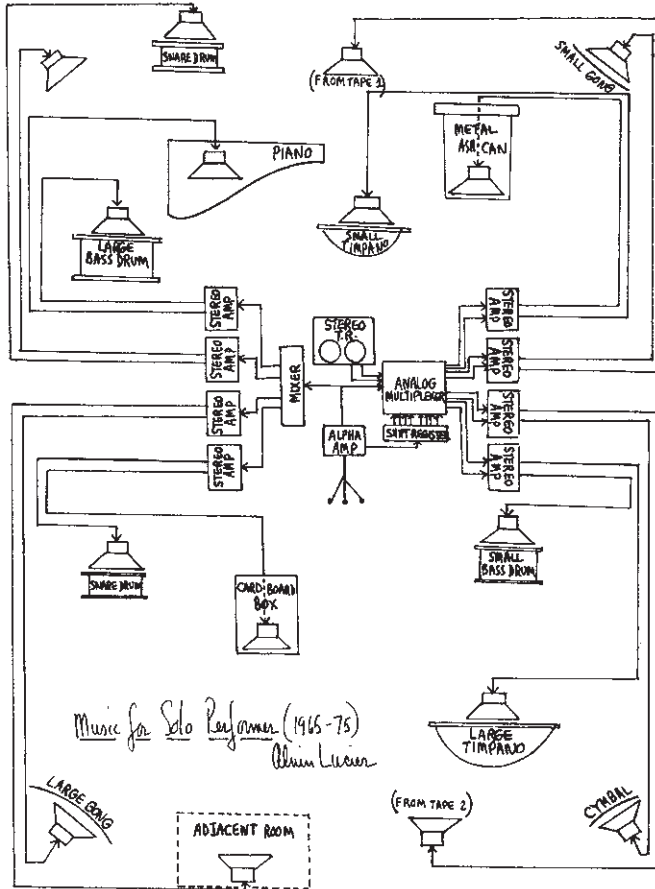 SNARE DRUM
(FROM TAPE 1)
SMALL GONG
METAL
ASH CAN
PIANO
SMALL
TIMPANO
LARGE
BASS DRUM
STEREO
AMP
STEREO
T.R.
STEREO
AMP
STEREO
AMP
MIXER
ANALOG
MULTIPLEXER
STEREO
AMP
STEREO
AMP
ALPHA
AMP
SHIFT REGISTER
STEREO
AMP
STEREO
AMP
STEREO
AMP
SNARE DRUM
CARD BOARD
BOX
SMALL
BASS DRUM
Music for Solo Performer (1965-75)
Alvin Lucier
LARGE
TIMPANO
LARGE GONG
ADJACENT ROOM
(FROM TAPE 2)
CYMBAL